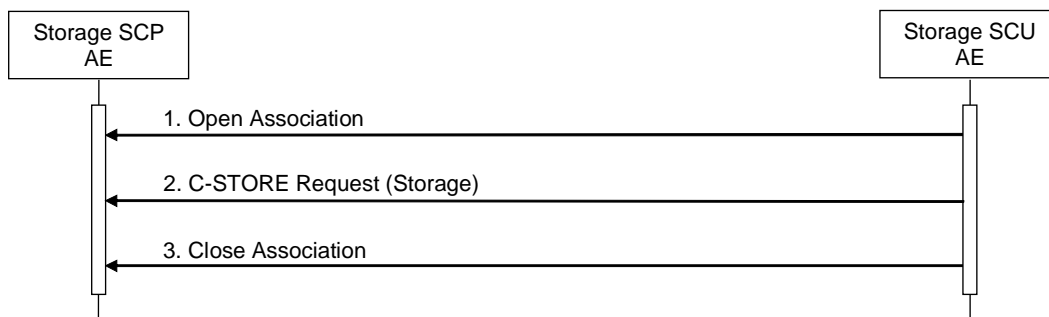 Storage SCP
AE
Storage SCU
AE
1. Open Association
2. C-STORE Request (Storage)
3. Close Association